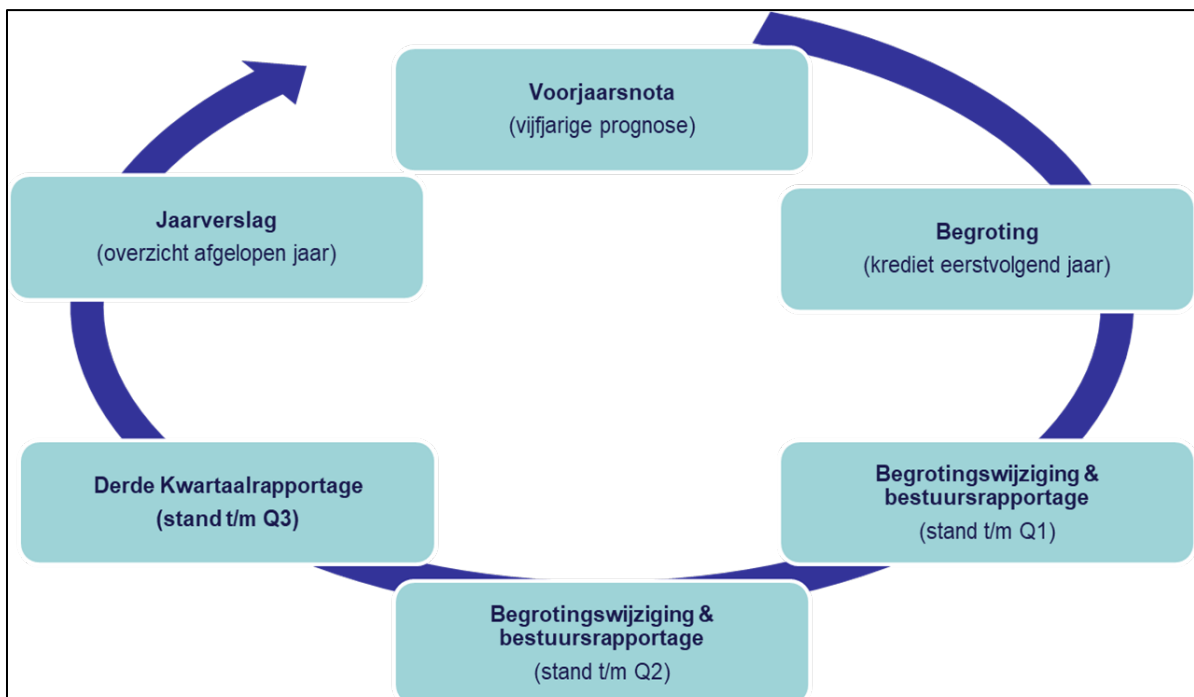 Voorjaarsnota
(vijfjarige prognose)
Begroting
(krediet eerstvolgend jaar)
Begrotingswijziging &
bestuursrapportage
(stand t/m Q1)
Begrotingswijziging &
bestuursrapportage
(stand t/m Q2)
Derde Kwartaalrapportage
(stand t/m Q3)
Jaarverslag
(overzicht afgelopen jaar)